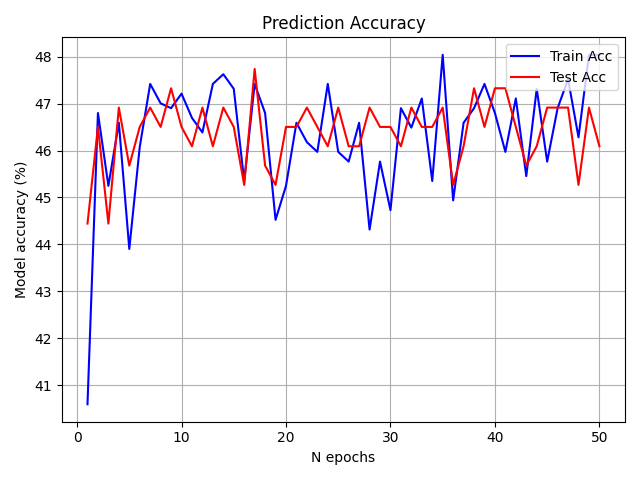 Prediction Accuracy
Train Acc
Test Acc
Model accuracy (%)
48
47
46
45
44
43
42
41
0 10 20 30 40 50
N epochs